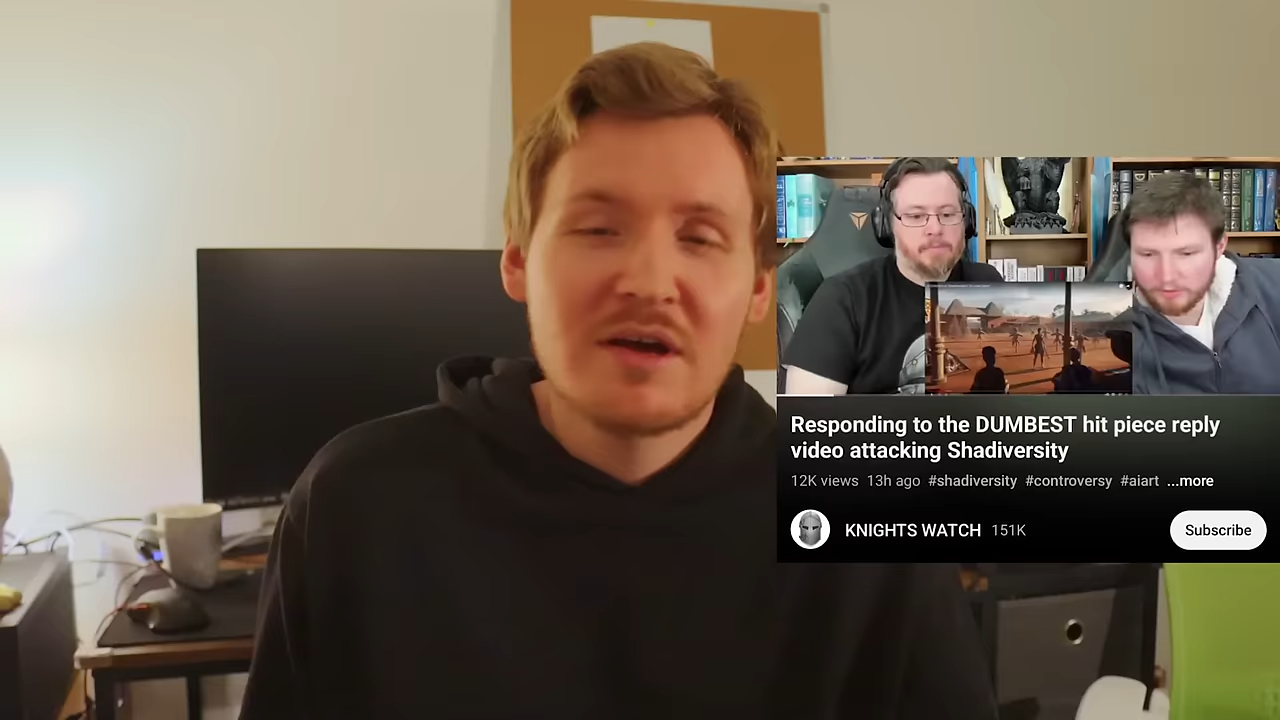 Responding to the DUMBEST hit piece reply
video attacking Shadiversity
12K views 13h ago #shadiversity #controversy #aiart ...more
KNIGHTS WATCH 151K
Subscribe